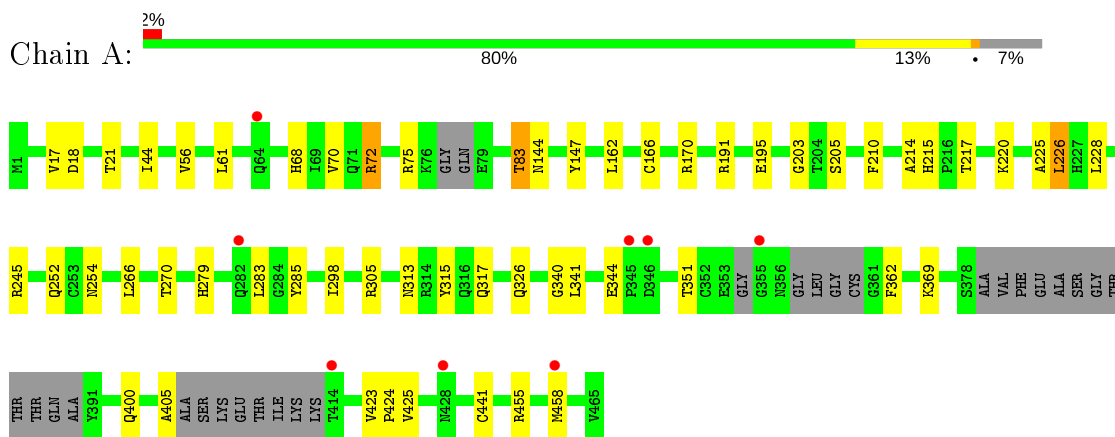 2%
Chain A:
80% 13% • 7%
M1 V17 D18 T21 I44 V56 L61 Q64 H68 I69 V70 Q71 R72 R75 K76 GLY GLN E79 T83 N144 Y147 L162 C166 R170 R191 E195 G203 T204 S205 F210 A214 H215 P216 T217 K220 A225 L226 H227 L228
R245 Q252 C253 N254 L266 T270 H279 Q282 L283 G284 Y285 I298 R305 N313 R314 Y315 Q316 Q317 Q326 G340 L341 E344 P345 D346 T351 C352 E353 GLY G355 N356 GLY LEU GLY CYS G361 F362 K369 S378 ALA VAL PHE GLU ALA SER GLY THR
THR THR GLN ALA Y391 Q400 A405 ALA SER LYS GLU THR ILE LYS LYS T414 V423 P424 V425 N428 C441 R455 M458 V465